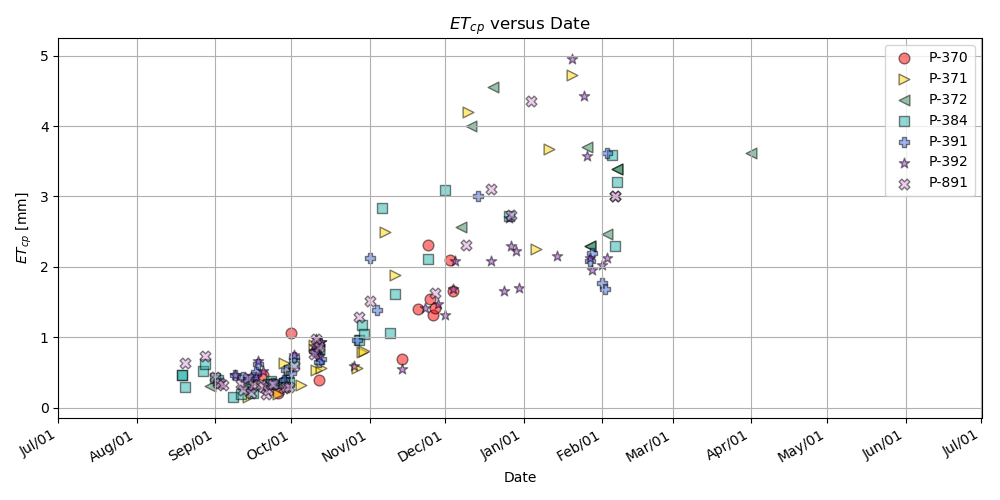 ET_cp versus Date
ET_cp [mm]
5
4
3
2
1
0
P-370
P-371
P-372
P-384
P-391
P-392
P-891
Jul/01
Aug/01
Sep/01
Oct/01
Nov/01
Dec/01
Jan/01
Feb/01
Mar/01
Apr/01
May/01
Jun/01
Jul/01
Date